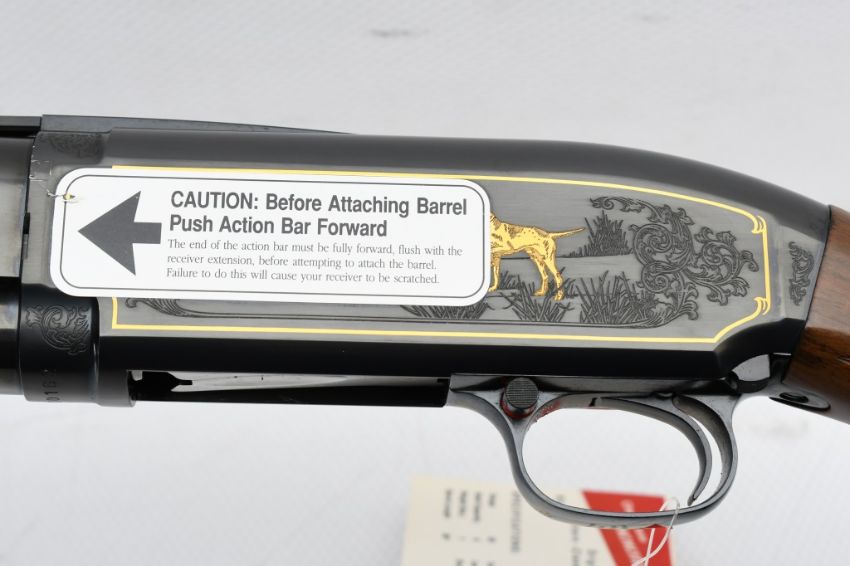 CAUTION: Before Attaching Barrel
Push Action Bar Forward
The end of the action bar must be fully forward, flush with the
receiver extension, before attempting to attach the barrel.
Failure to do this will cause your receiver to be scratched.